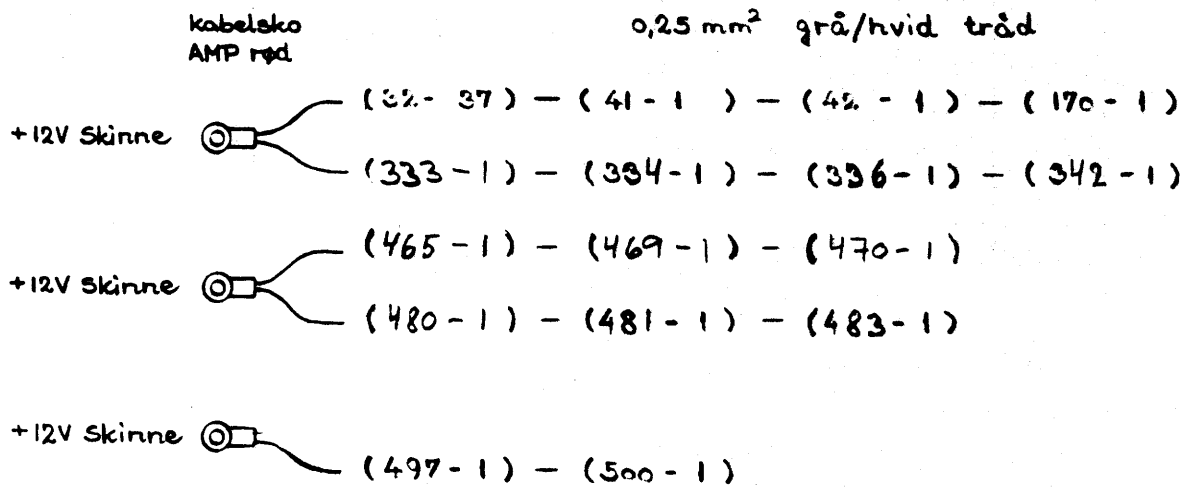 kabelsko
AMP rød
0,25 mm² grå/hvid tråd
(32 - 37) — (41 - 1 ) — (42 - 1) — (170 - 1)
+12V Skinne
(333 - 1) — (334 - 1) — (336 - 1) — (342 - 1)
(465 - 1) — (469 - 1) — (470 - 1)
+12V Skinne
(480 - 1) — (481 - 1) — (483 - 1)
+12V Skinne
(497 - 1) — (500 - 1)